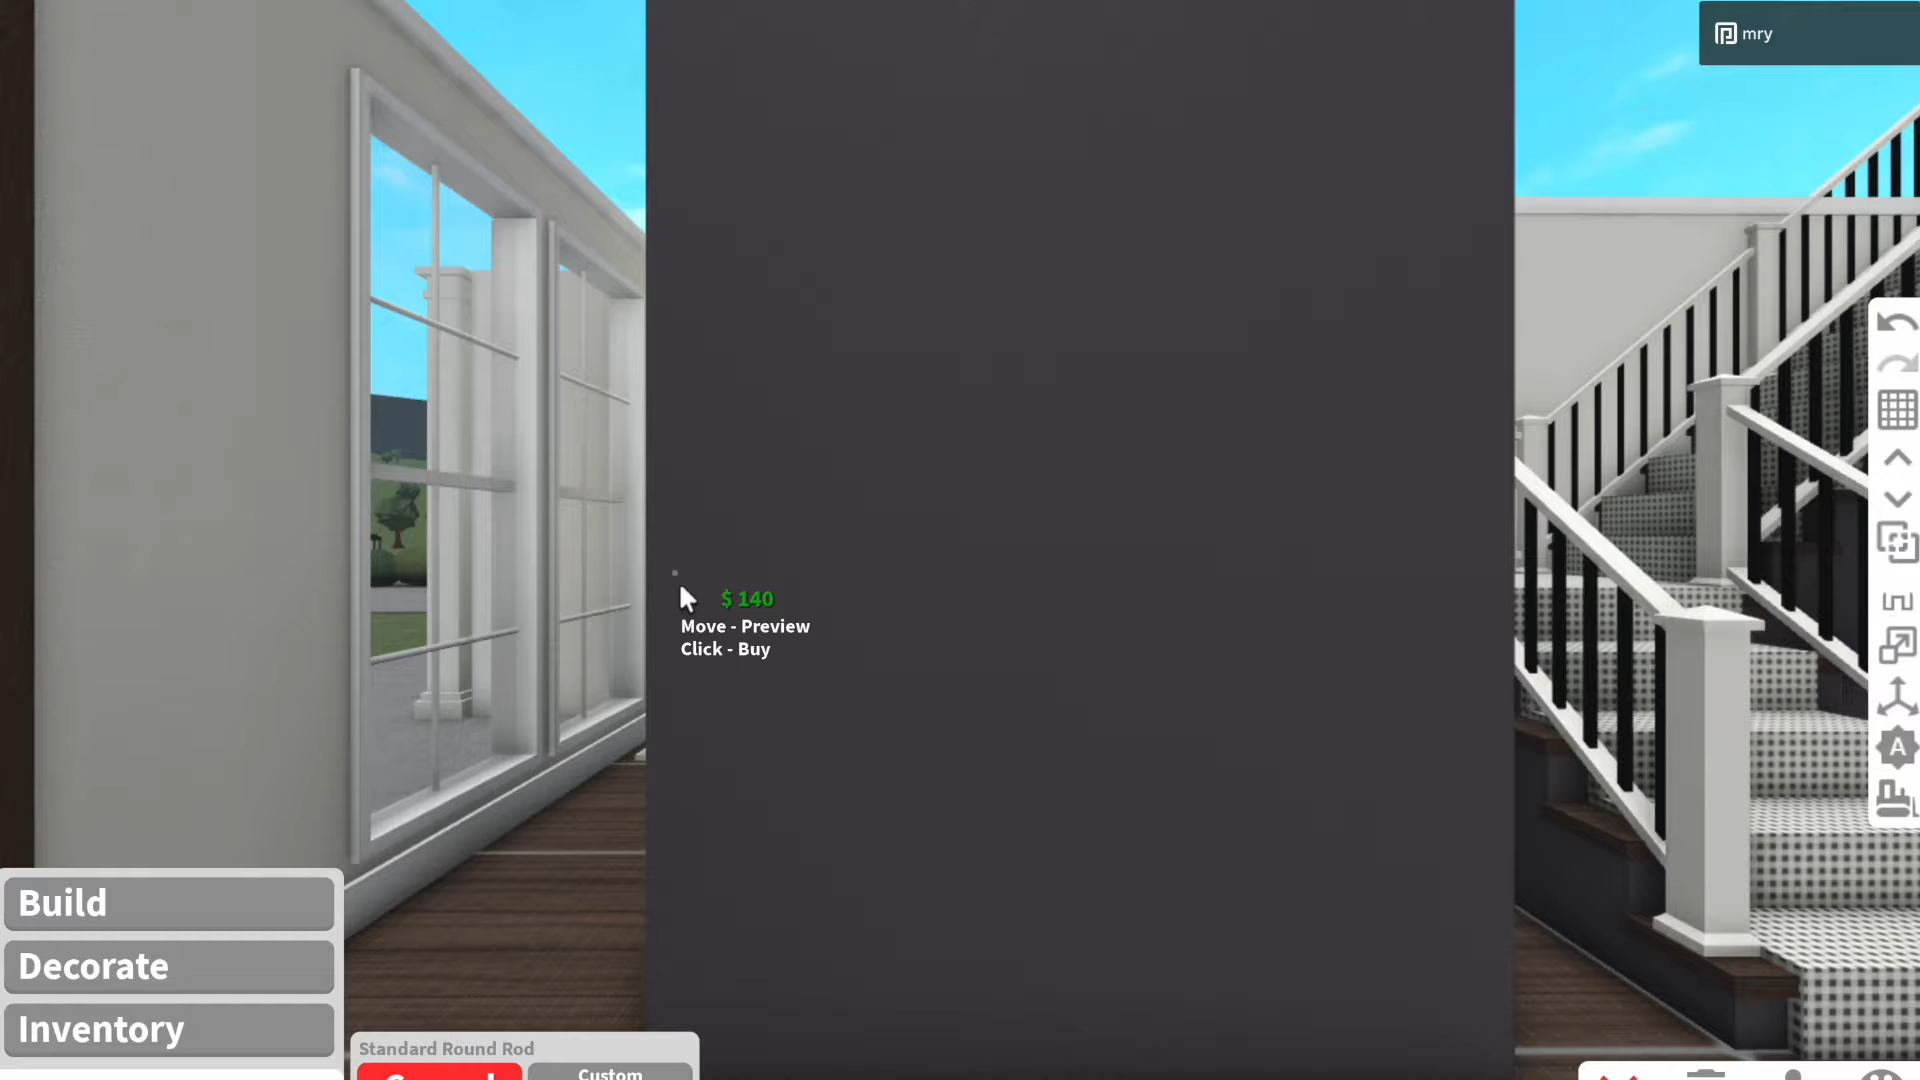 mry
$ 140
Move - Preview
Click - Buy
A
Build
Decorate
Inventory
Standard Round Rod
Custom